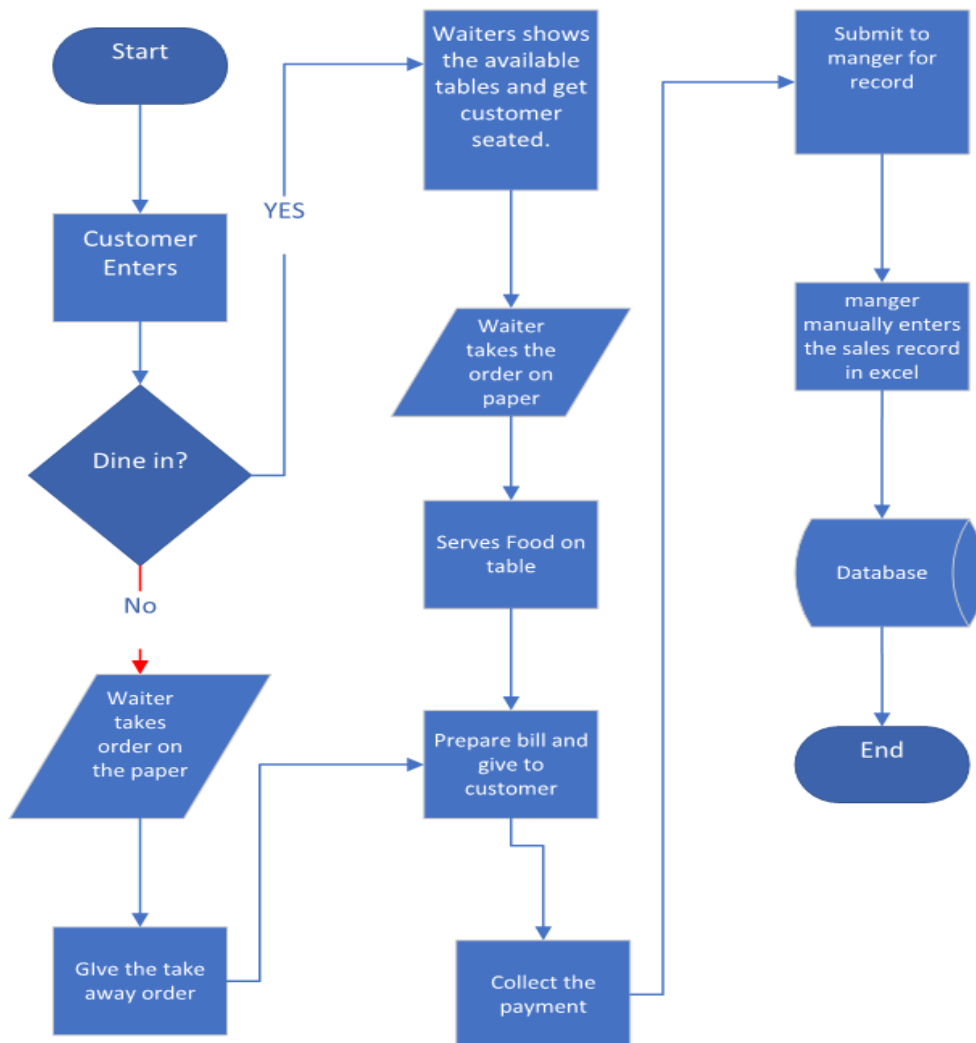 Start
Customer
Enters
Dine in?
YES
No
Waiter
takes
order on
the paper
GIve the take
away order
Waiters shows
the available
tables and get
customer
seated.
Waiter
takes the
order on
paper
Serves Food on
table
Prepare bill and
give to
customer
Collect the
payment
Submit to
manger for
record
manger
manually enters
the sales record
in excel
Database
End